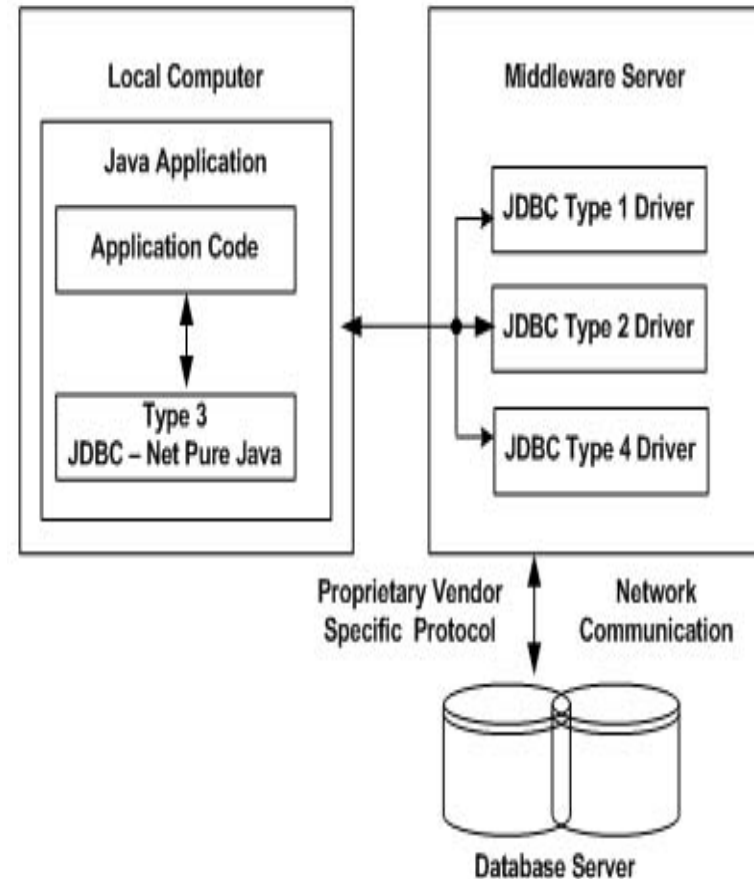 Local Computer
Java Application
Application Code
Type 3
JDBC – Net Pure Java
Middleware Server
JDBC Type 1 Driver
JDBC Type 2 Driver
JDBC Type 4 Driver
Proprietary Vendor
Specific Protocol
Network
Communication
Database Server